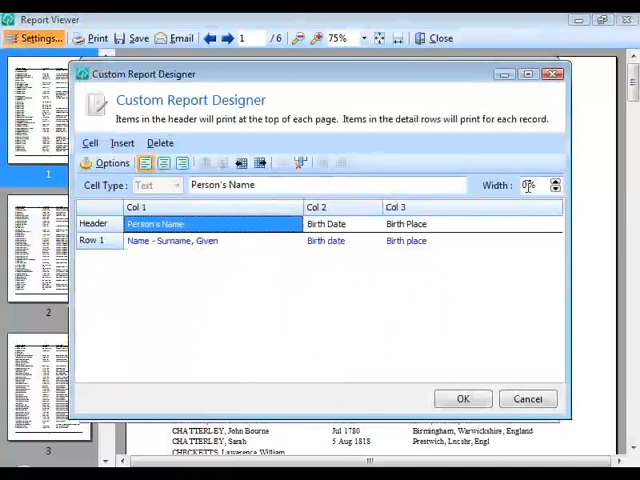 Report Viewer
Settings... Print Save Email 1 / 6 75% Close
Custom Report Designer
Custom Report Designer
Items in the header will print at the top of each page. Items in the detail rows will print for each record.
Cell Insert Delete
Options
Cell Type : Text Person's Name Width : 0%
Col 1 Col 2 Col 3
Header Person's Name Birth Date Birth Place
Row 1 Name - Surname, Given Birth date Birth place
OK Cancel
1
2
3
CHATTERLEY, John Bourne Jul 1780 Birmingham, Warwickshire, England
CHATTERLEY, Sarah 5 Aug 1818 Prestwich, Lncshr, Engl
CHECKETTS, Lawrence William